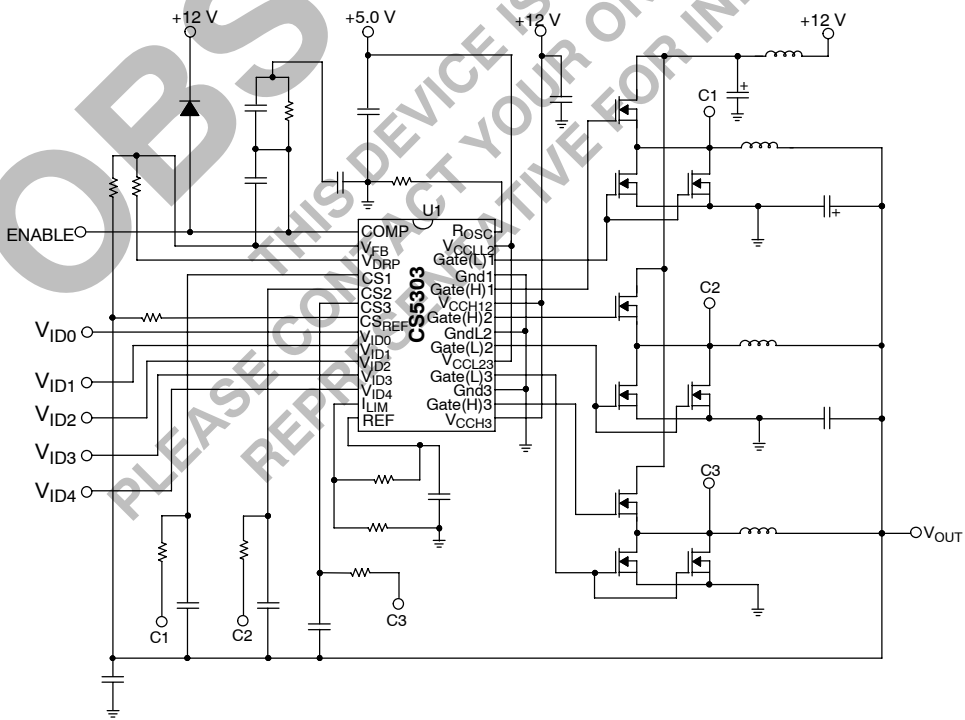 +12 V
+5.0 V
+12 V
+12 V
OBS
THIS DEVICE IS
PLEASE CONTACT YOUR ON
REPRESENTATIVE FOR IN
C1
U1
ENABLE
COMP
VFB
VDRP
CS1
CS2
CS3
CSREF
VID0
VID1
VID2
VID3
VID4
ILIM
REF
CS5303
ROSC
VCCLL2
Gate(L)1
Gnd1
Gate(H)1
VCCH12
Gate(H)2
GndL2
Gate(L)2
VCCL23
Gate(L)3
Gnd3
Gate(H)3
VCCH3
VID0
VID1
VID2
VID3
VID4
C2
C3
VOUT
C1
C2
C3